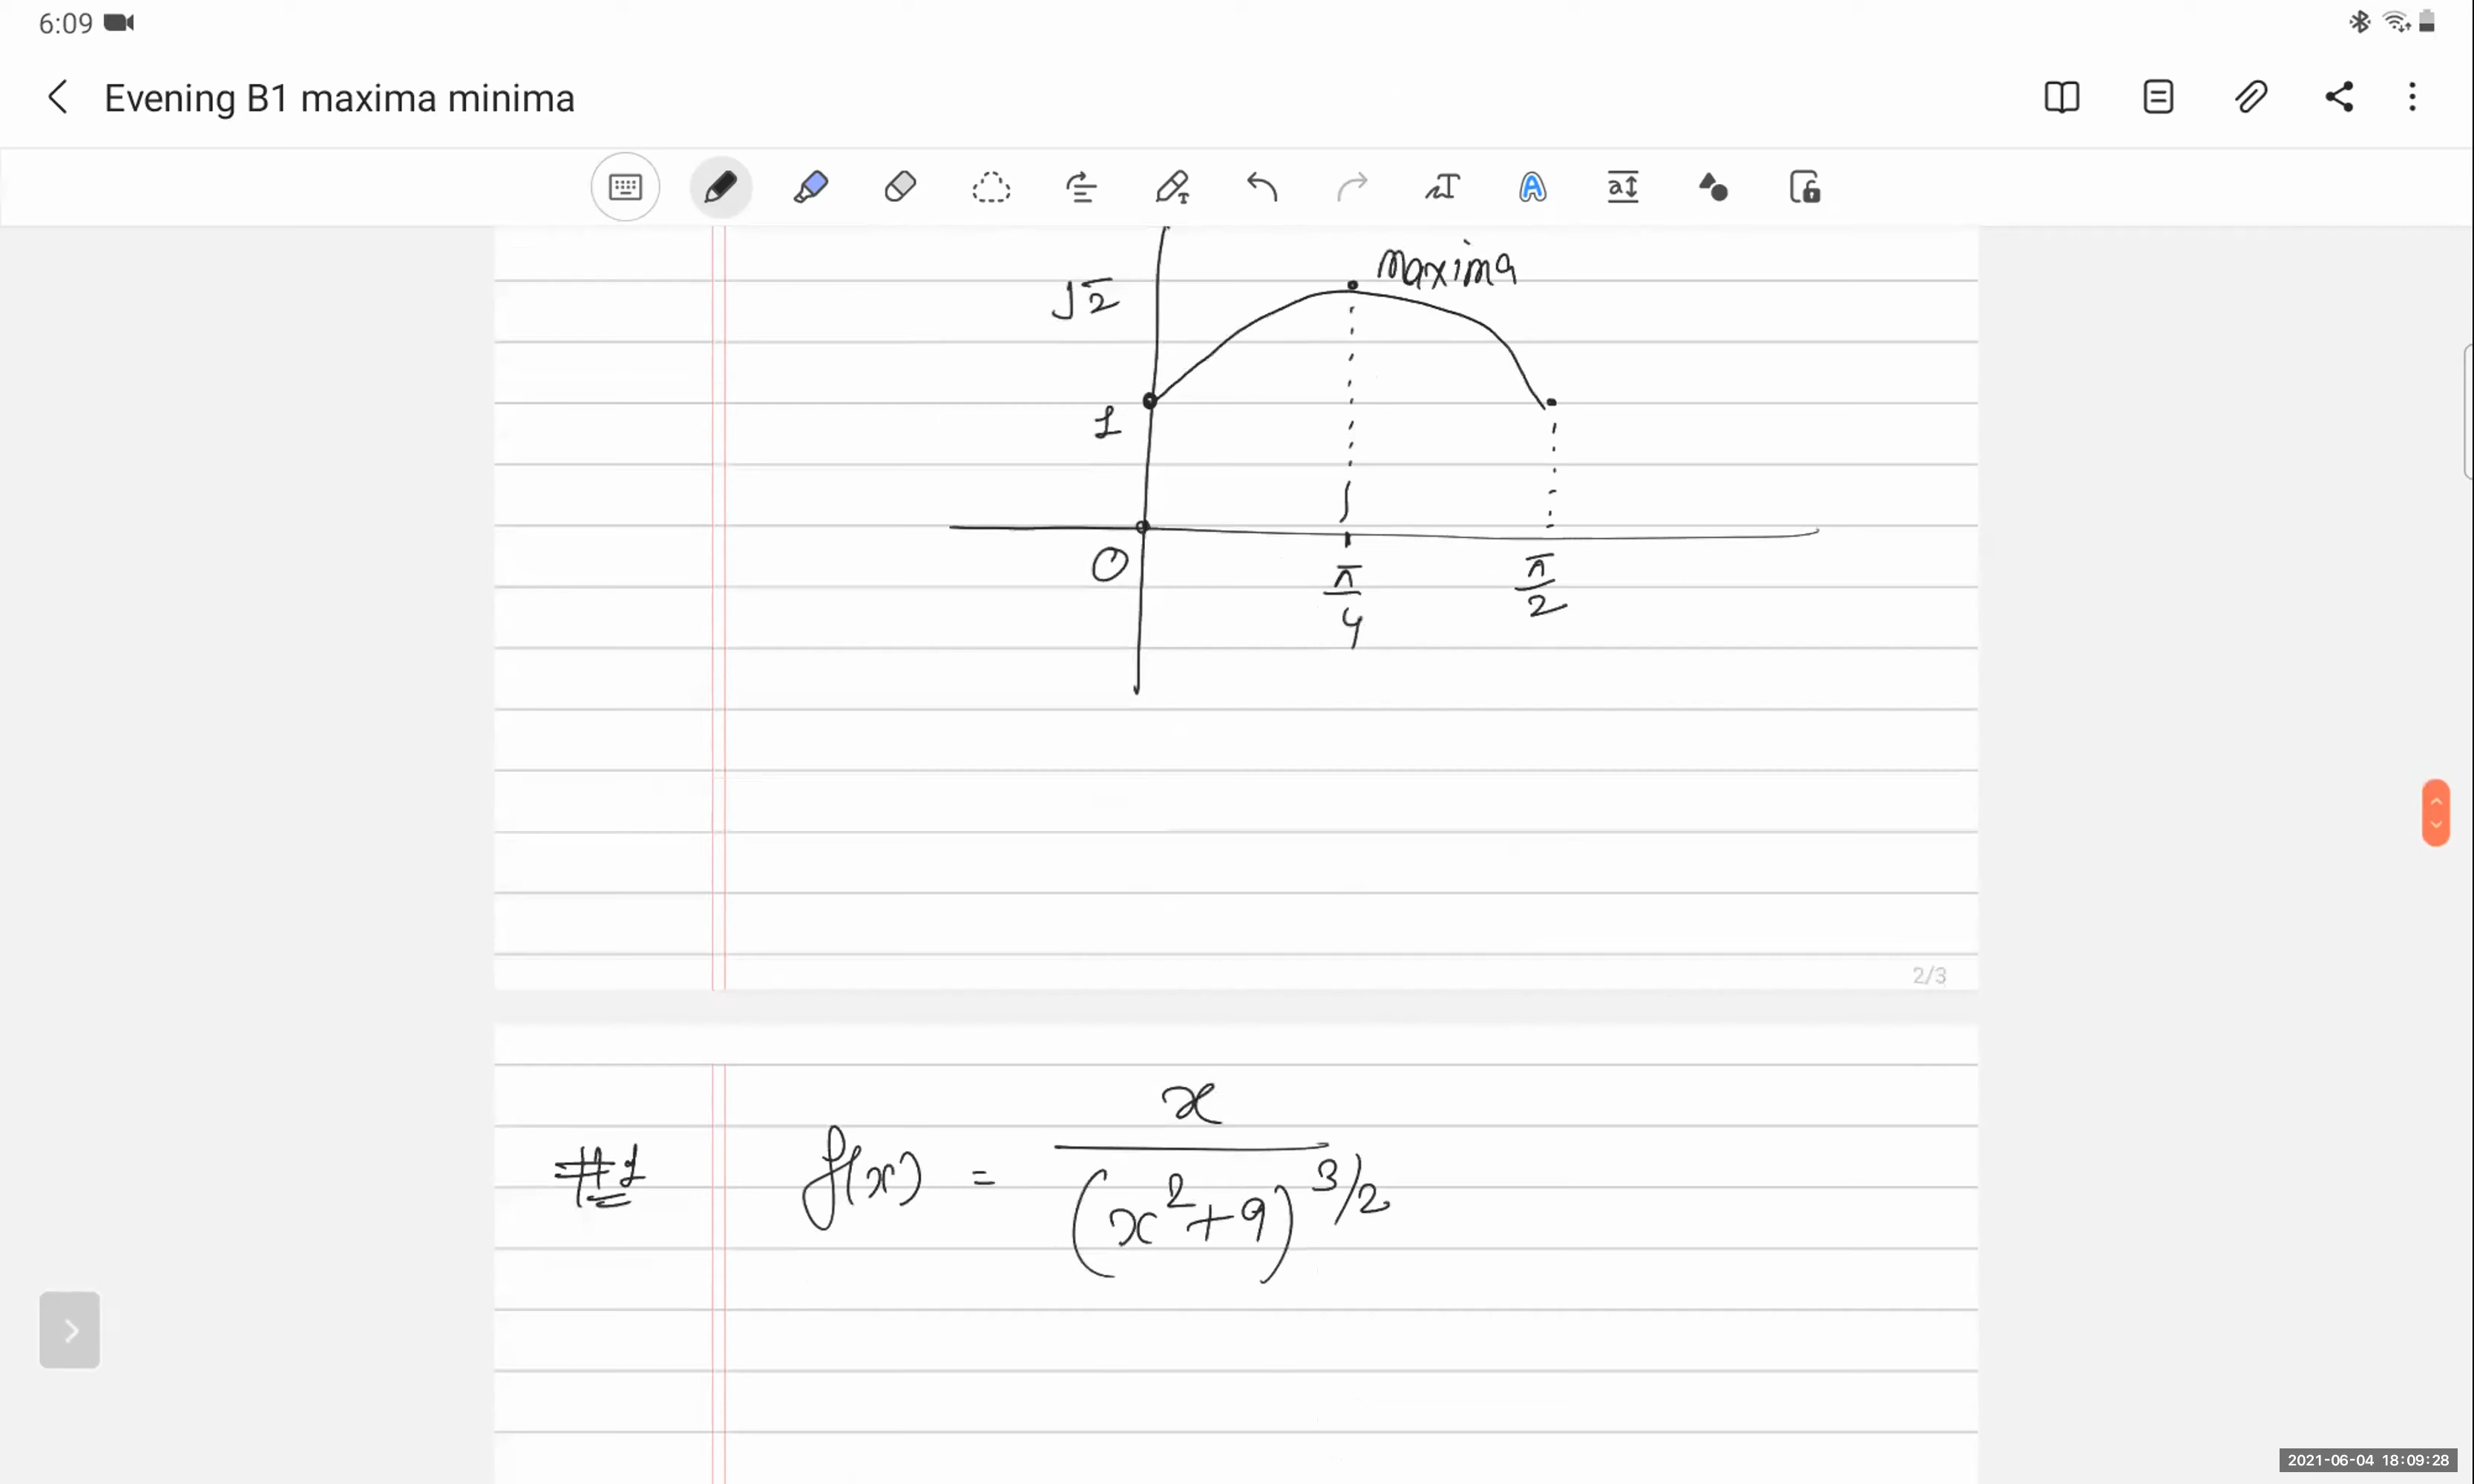 6:09
Evening B1 maxima minima
maxima
√2
1
0
π/4
π/2
2/3
#1 f(x) = x/(x²+9)^3/2
2021-06-04 18:09:28